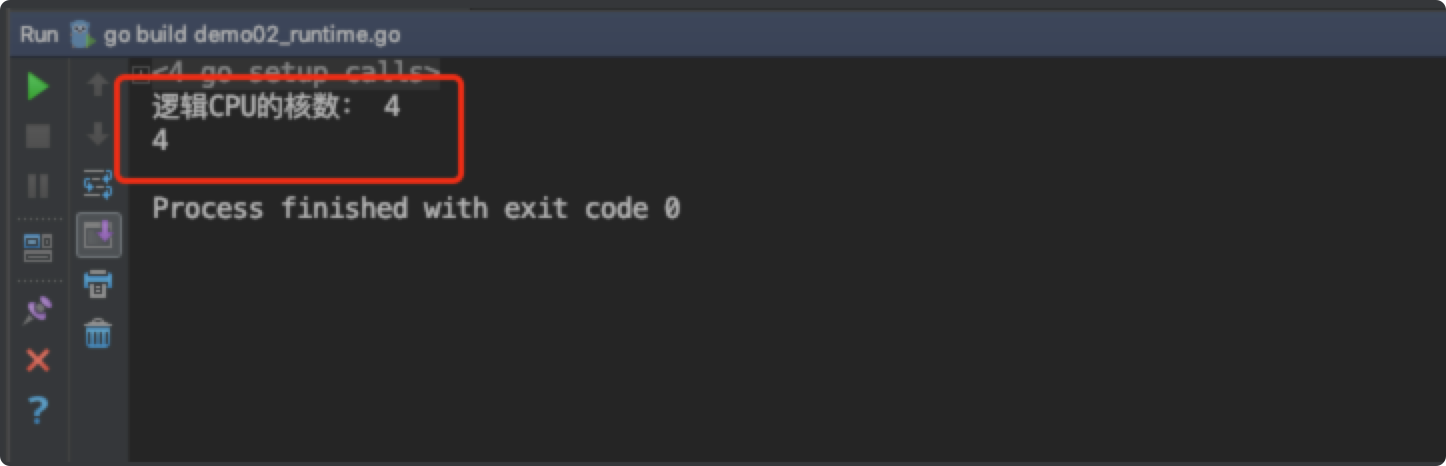 Run go build demo02_runtime.go
<4 go setup calls>
逻辑CPU的核数： 4
4
Process finished with exit code 0
?